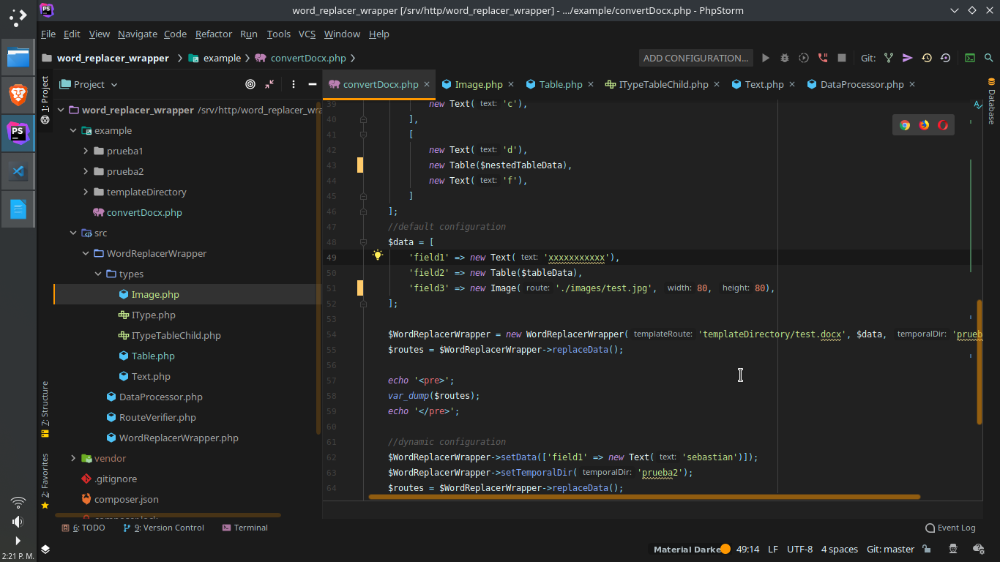 word_replacer_wrapper [/srv/http/word_replacer_wrapper] - .../example/convertDocx.php - PhpStorm
File Edit View Navigate Code Refactor Run Tools VCS Window Help
word_replacer_wrapper example convertDocx.php
ADD CONFIGURATION... Git:
Project
convertDocx.php Image.php Table.php ITypeTableChild.php Text.php DataProcessor.php
1: Project
7: Structure
2: Favorites
Database
PS
word_replacer_wrapper /srv/http/word_replacer_wra
example
prueba1
prueba2
templateDirectory
convertDocx.php
src
WordReplacerWrapper
types
Image.php
IType.php
ITypeTableChild.php
Table.php
Text.php
DataProcessor.php
RouteVerifier.php
WordReplacerWrapper.php
vendor
.gitignore
composer.json
39 new Text( text: 'c'),
40 ],
41 [
42 new Text( text: 'd'),
43 new Table($nestedTableData),
44 new Text( text: 'f'),
45 ]
46 ];
47 //default configuration
48 $data = [
49 'field1' => new Text( text: 'xxxxxxxxxxx'),
50 'field2' => new Table($tableData),
51 'field3' => new Image( route: './images/test.jpg', width: 80, height: 80),
52 ];
53
54 $WordReplacerWrapper = new WordReplacerWrapper( templateRoute: 'templateDirectory/test.docx', $data, temporalDir: 'prueb
55 $routes = $WordReplacerWrapper->replaceData();
56
57 echo '<pre>';
58 var_dump($routes);
59 echo '</pre>';
60
61 //dynamic configuration
62 $WordReplacerWrapper->setData(['field1' => new Text( text: 'sebastian')]);
63 $WordReplacerWrapper->setTemporalDir( temporalDir: 'prueba2');
64 $routes = $WordReplacerWrapper->replaceData();
6: TODO 9: Version Control Terminal Event Log
Material Darke 49:14 LF UTF-8 4 spaces Git: master
2:21 P. M.